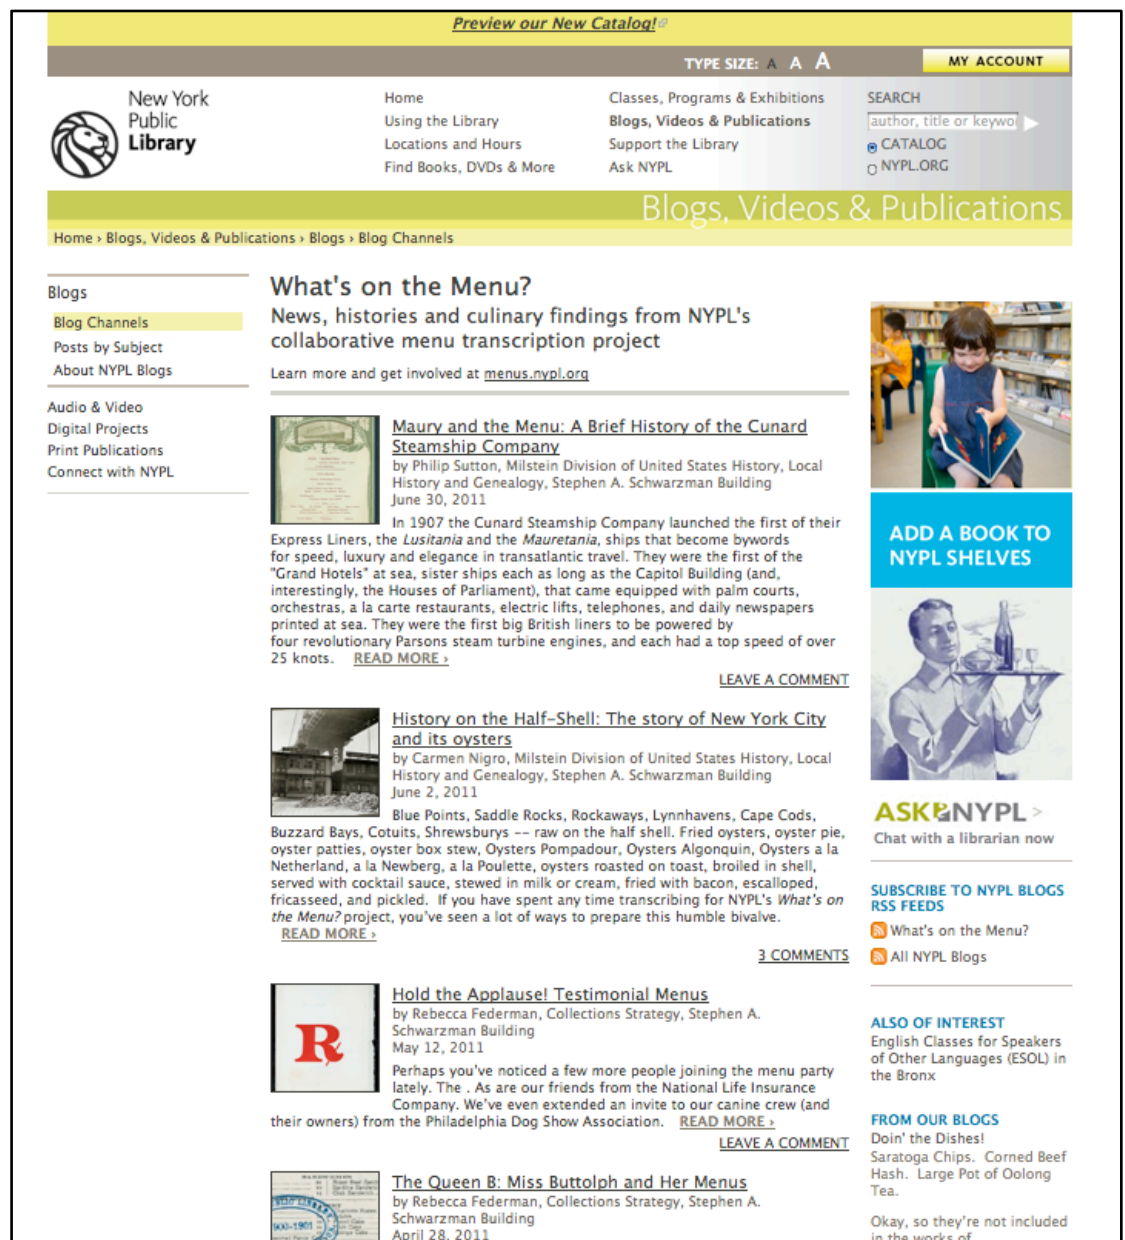 Preview our New Catalog!
TYPE SIZE: A A A
MY ACCOUNT
New York
Public
Library
Home
Using the Library
Locations and Hours
Find Books, DVDs & More
Classes, Programs & Exhibitions
Blogs, Videos & Publications
Support the Library
Ask NYPL
SEARCH
author, title or keywo
CATALOG
NYPL.ORG
Blogs, Videos & Publications
Home › Blogs, Videos & Publications › Blogs › Blog Channels
Blogs
Blog Channels
Posts by Subject
About NYPL Blogs
Audio & Video
Digital Projects
Print Publications
Connect with NYPL
What's on the Menu?
News, histories and culinary findings from NYPL's
collaborative menu transcription project
Learn more and get involved at menus.nypl.org
Maury and the Menu: A Brief History of the Cunard
Steamship Company
by Philip Sutton, Milstein Division of United States History, Local
History and Genealogy, Stephen A. Schwarzman Building
June 30, 2011
In 1907 the Cunard Steamship Company launched the first of their
Express Liners, the Lusitania and the Mauretania, ships that become bywords
for speed, luxury and elegance in transatlantic travel. They were the first of the
"Grand Hotels" at sea, sister ships each as long as the Capitol Building (and,
interestingly, the Houses of Parliament), that came equipped with palm courts,
orchestras, a la carte restaurants, electric lifts, telephones, and daily newspapers
printed at sea. They were the first big British liners to be powered by
four revolutionary Parsons steam turbine engines, and each had a top speed of over
25 knots. READ MORE ›
LEAVE A COMMENT
History on the Half-Shell: The story of New York City
and its oysters
by Carmen Nigro, Milstein Division of United States History, Local
History and Genealogy, Stephen A. Schwarzman Building
June 2, 2011
Blue Points, Saddle Rocks, Rockaways, Lynnhavens, Cape Cods,
Buzzard Bays, Cotuits, Shrewsburys -- raw on the half shell. Fried oysters, oyster pie,
oyster patties, oyster box stew, Oysters Pompadour, Oysters Algonquin, Oysters a la
Netherland, a la Newberg, a la Poulette, oysters roasted on toast, broiled in shell,
served with cocktail sauce, stewed in milk or cream, fried with bacon, escalloped,
fricasseed, and pickled. If you have spent any time transcribing for NYPL's What's on
the Menu? project, you've seen a lot of ways to prepare this humble bivalve.
READ MORE ›
3 COMMENTS
R
Hold the Applause! Testimonial Menus
by Rebecca Federman, Collections Strategy, Stephen A.
Schwarzman Building
May 12, 2011
Perhaps you've noticed a few more people joining the menu party
lately. The . As are our friends from the National Life Insurance
Company. We've even extended an invite to our canine crew (and
their owners) from the Philadelphia Dog Show Association. READ MORE ›
LEAVE A COMMENT
1900-1901
The Queen B: Miss Buttolph and Her Menus
by Rebecca Federman, Collections Strategy, Stephen A.
Schwarzman Building
April 28, 2011
ADD A BOOK TO
NYPL SHELVES
ASK NYPL >
Chat with a librarian now
SUBSCRIBE TO NYPL BLOGS
RSS FEEDS
What's on the Menu?
All NYPL Blogs
ALSO OF INTEREST
English Classes for Speakers
of Other Languages (ESOL) in
the Bronx
FROM OUR BLOGS
Doin' the Dishes!
Saratoga Chips. Corned Beef
Hash. Large Pot of Oolong
Tea.
Okay, so they're not included
in the works of